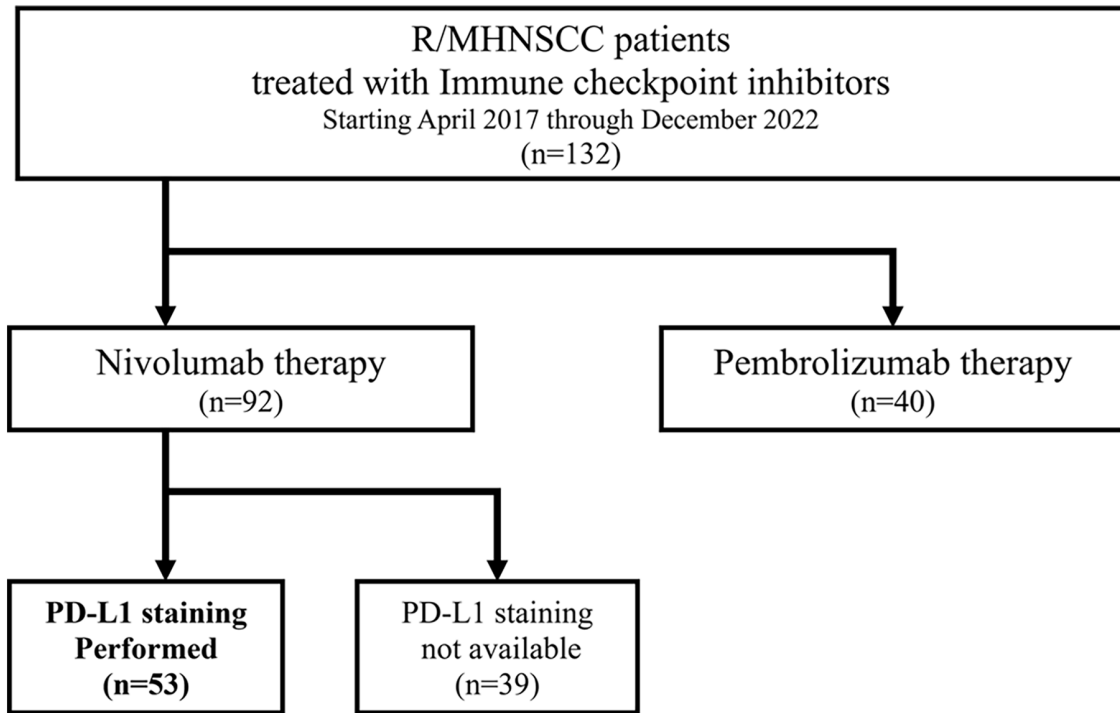 R/MHNSCC patients
treated with Immune checkpoint inhibitors
Starting April 2017 through December 2022
(n=132)
Nivolumab therapy
(n=92)
Pembrolizumab therapy
(n=40)
PD-L1 staining
Performed
(n=53)
PD-L1 staining
not available
(n=39)